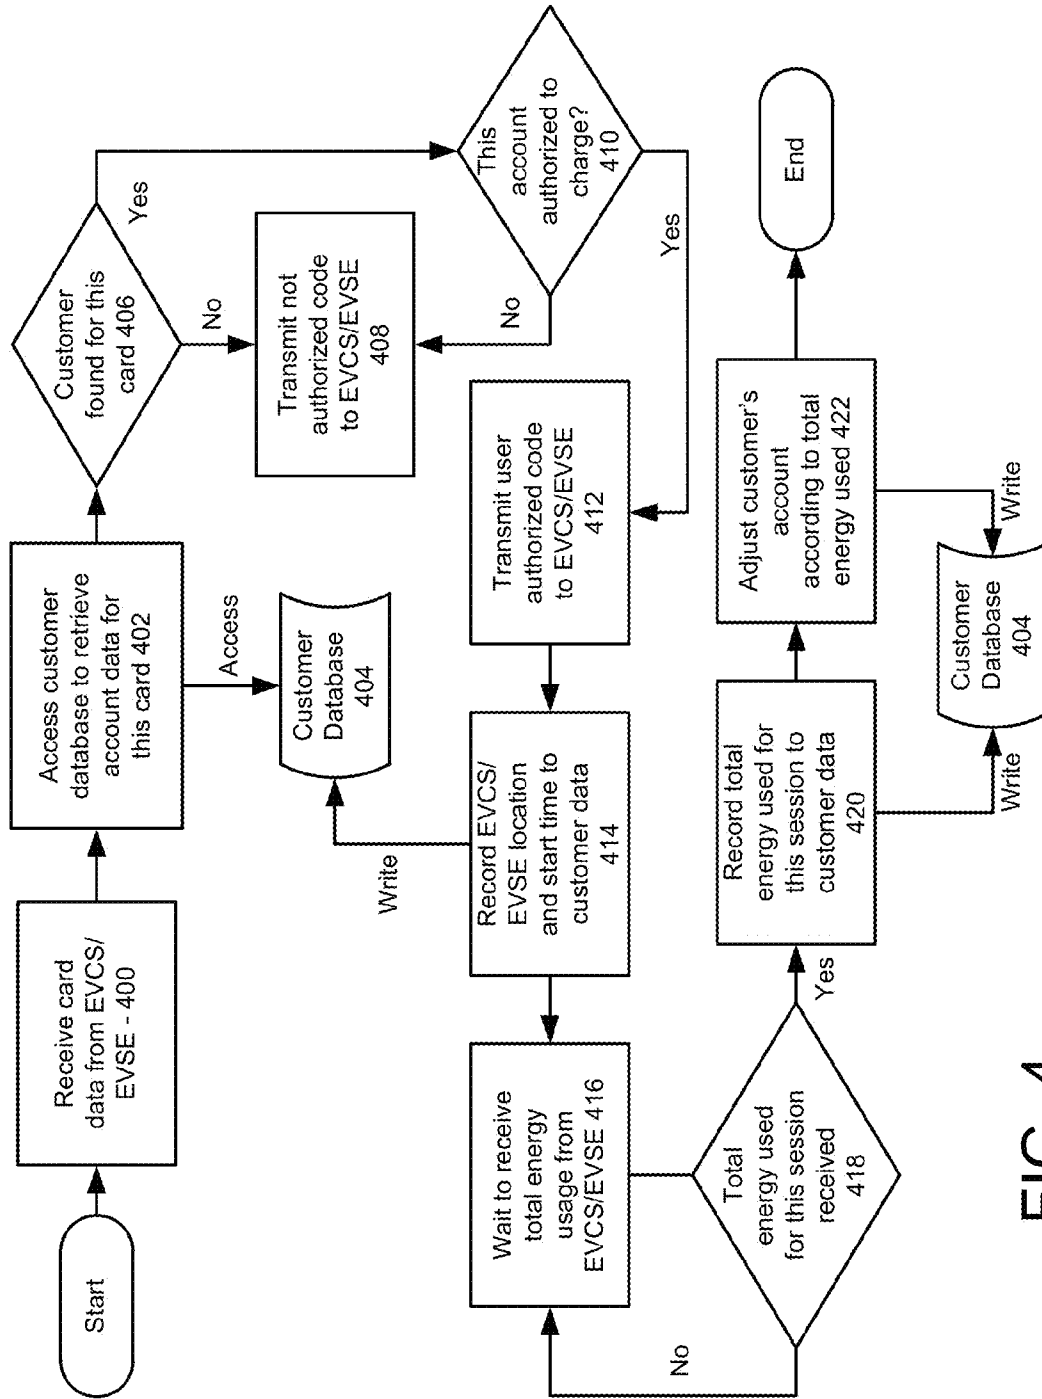 Start
Receive card
data from EVCS/
EVSE - 400
Access customer
database to retrieve
account data for
this card 402
Access
Customer
Database
404
Customer
found for this
card 406
Yes
No
Transmit not
authorized code
to EVCS/EVSE
408
This
account
authorized to
charge?
410
No
Yes
Transmit user
authorized code
to EVCS/EVSE
412
Record EVCS/
EVSE location
and start time to
customer data
414
Write
Wait to receive
total energy
usage from
EVCS/EVSE 416
Total
energy used
for this session
received
418
No
Yes
Record total
energy used for
this session to
customer data
420
Write
Adjust customer's
account
according to total
energy used 422
Write
Customer
Database
404
End
FIG. 4